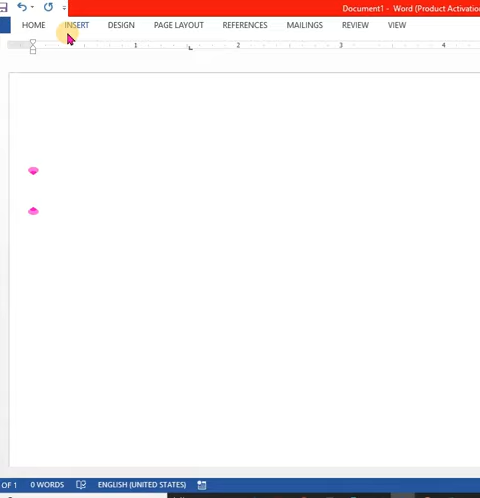 Document1 - Word (Product Activation
HOME INSERT DESIGN PAGE LAYOUT REFERENCES MAILINGS REVIEW VIEW
1 2 3 4
OF 1 0 WORDS ENGLISH (UNITED STATES)